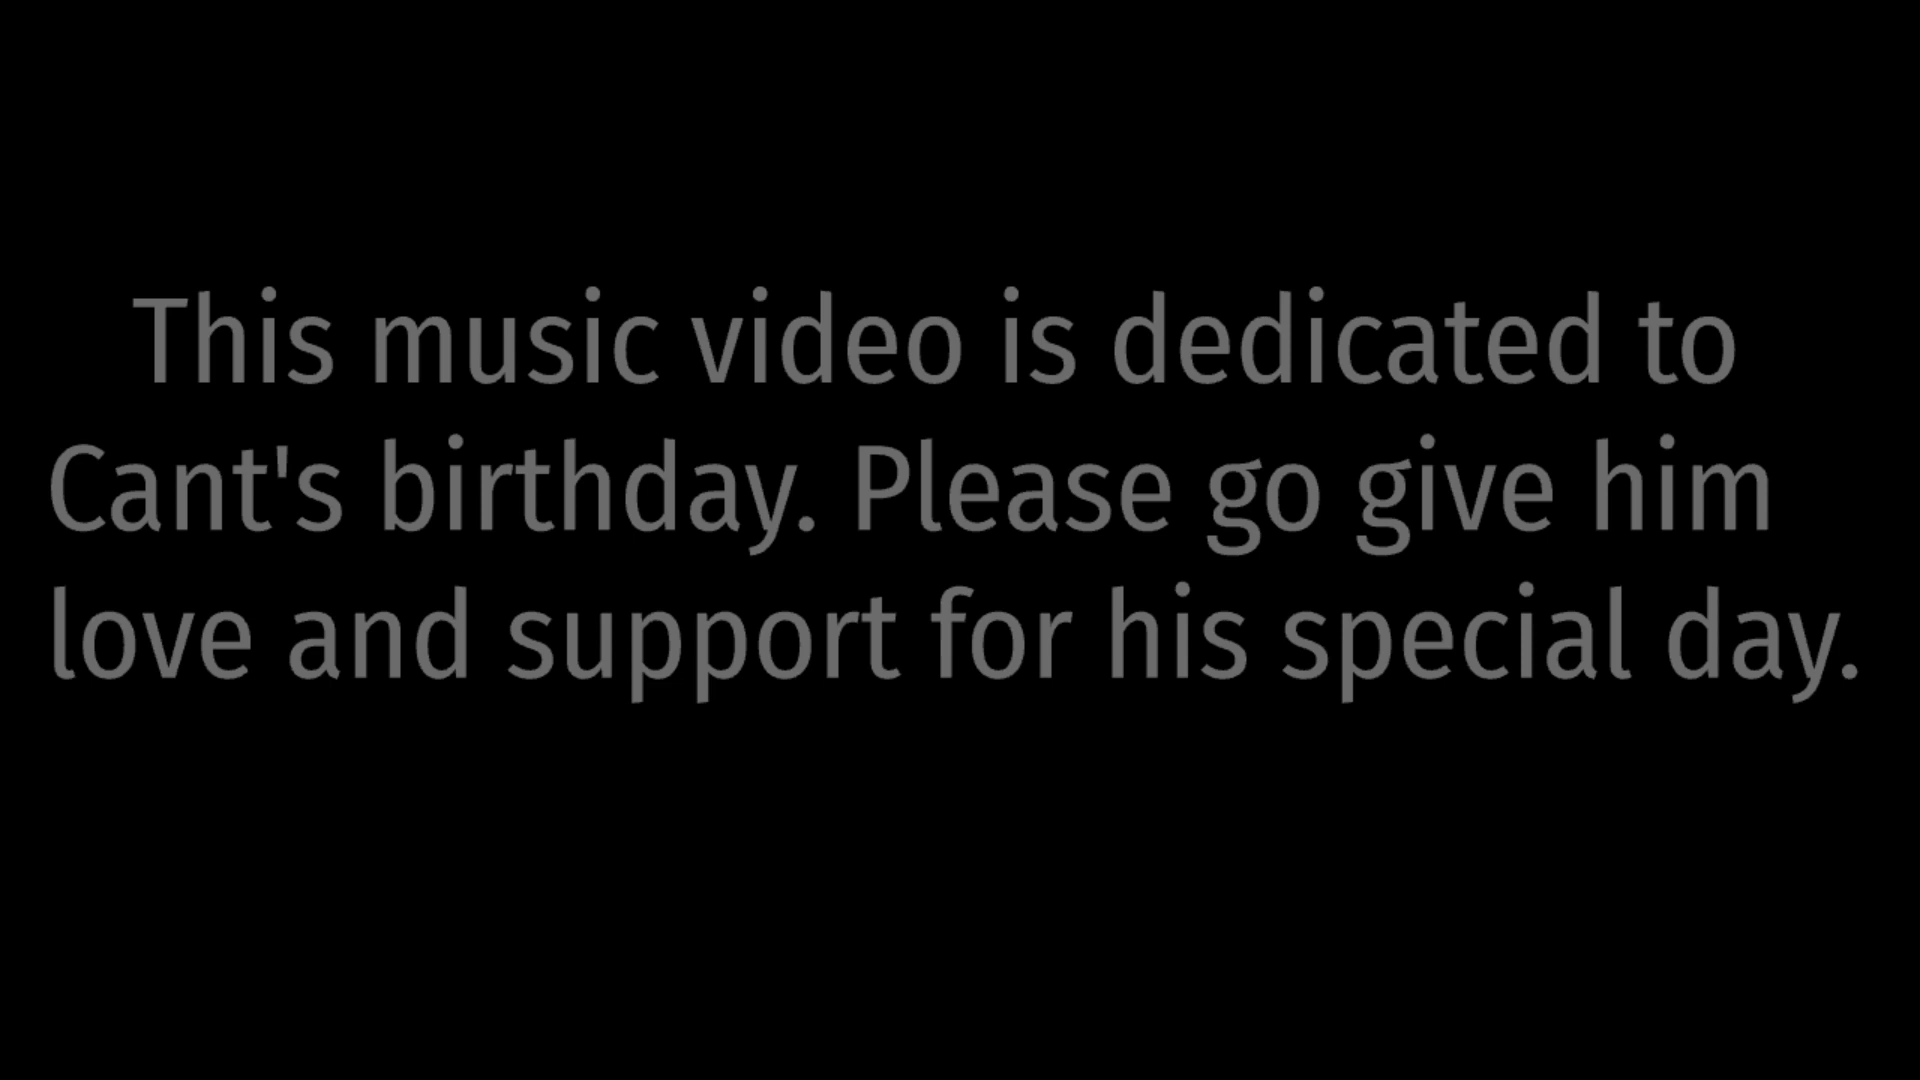 This music video is dedicated to
Cant's birthday. Please go give him
love and support for his special day.